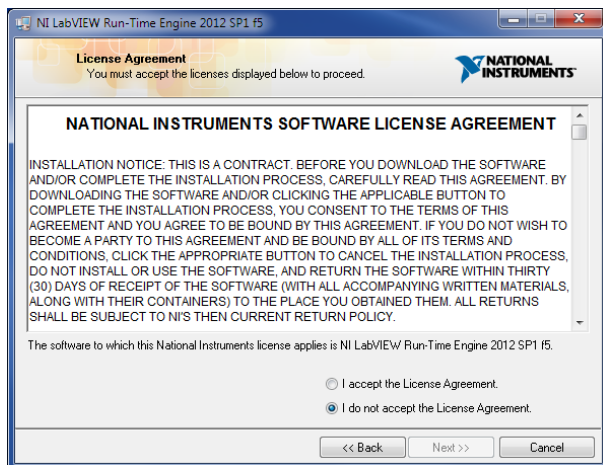 NI LabVIEW Run-Time Engine 2012 SP1 f5
License Agreement
You must accept the licenses displayed below to proceed.
NATIONAL
INSTRUMENTS
NATIONAL INSTRUMENTS SOFTWARE LICENSE AGREEMENT
INSTALLATION NOTICE: THIS IS A CONTRACT. BEFORE YOU DOWNLOAD THE SOFTWARE
AND/OR COMPLETE THE INSTALLATION PROCESS, CAREFULLY READ THIS AGREEMENT. BY
DOWNLOADING THE SOFTWARE AND/OR CLICKING THE APPLICABLE BUTTON TO
COMPLETE THE INSTALLATION PROCESS, YOU CONSENT TO THE TERMS OF THIS
AGREEMENT AND YOU AGREE TO BE BOUND BY THIS AGREEMENT. IF YOU DO NOT WISH TO
BECOME A PARTY TO THIS AGREEMENT AND BE BOUND BY ALL OF ITS TERMS AND
CONDITIONS, CLICK THE APPROPRIATE BUTTON TO CANCEL THE INSTALLATION PROCESS,
DO NOT INSTALL OR USE THE SOFTWARE, AND RETURN THE SOFTWARE WITHIN THIRTY
(30) DAYS OF RECEIPT OF THE SOFTWARE (WITH ALL ACCOMPANYING WRITTEN MATERIALS,
ALONG WITH THEIR CONTAINERS) TO THE PLACE YOU OBTAINED THEM. ALL RETURNS
SHALL BE SUBJECT TO NI'S THEN CURRENT RETURN POLICY.
The software to which this National Instruments license applies is NI LabVIEW Run-Time Engine 2012 SP1 f5.
I accept the License Agreement.
I do not accept the License Agreement.
<< Back Next >> Cancel